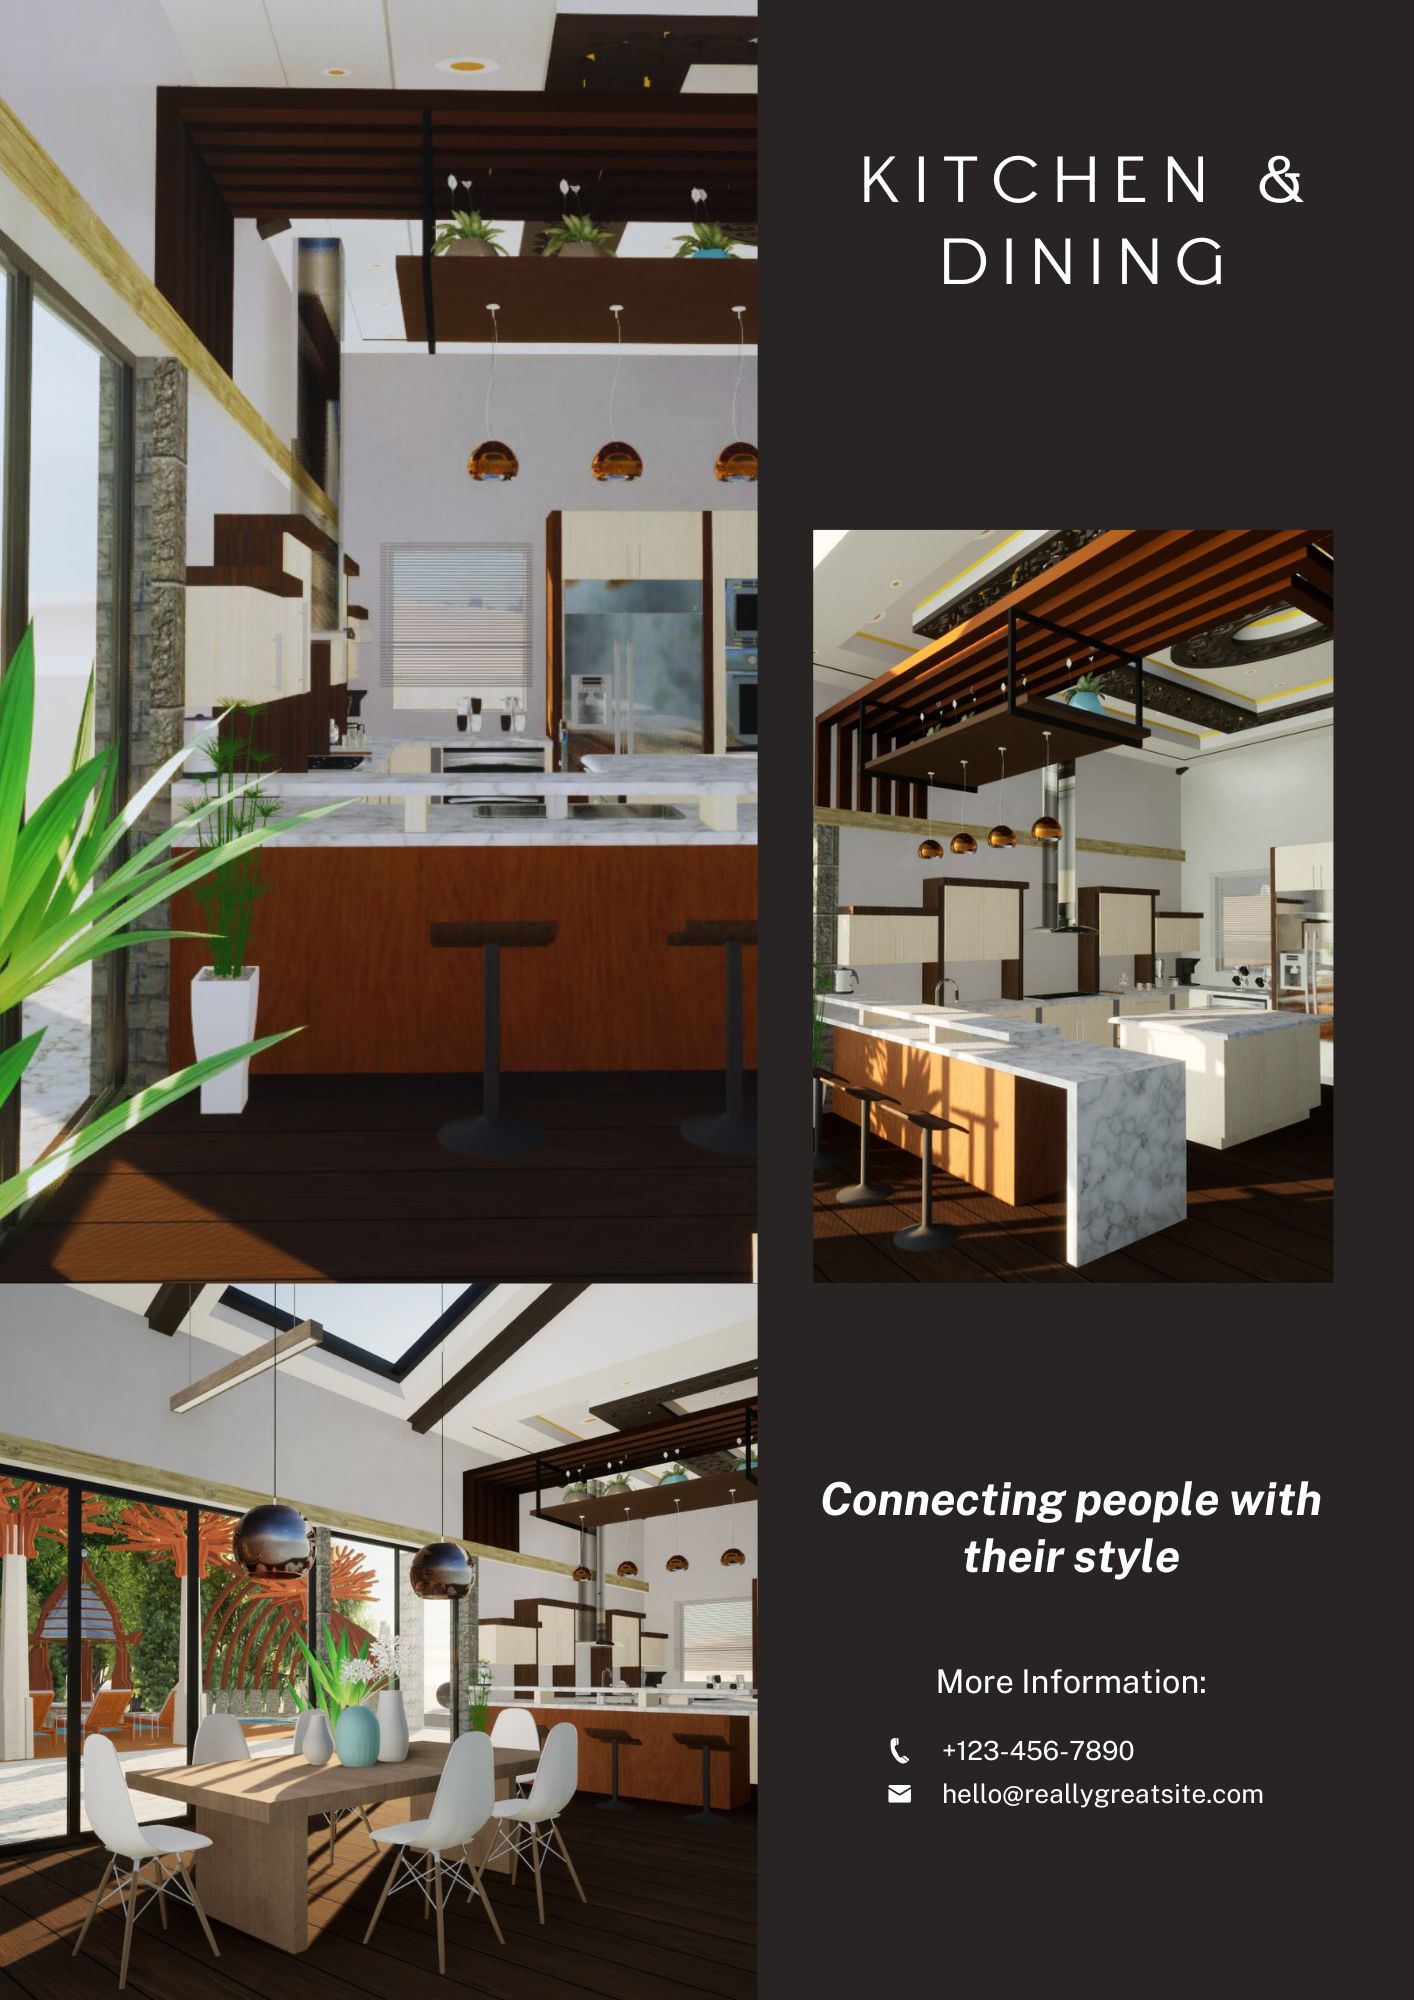 KITCHEN &
DINING
Connecting people with
their style
More Information:
+123-456-7890
hello@reallygreatsite.com